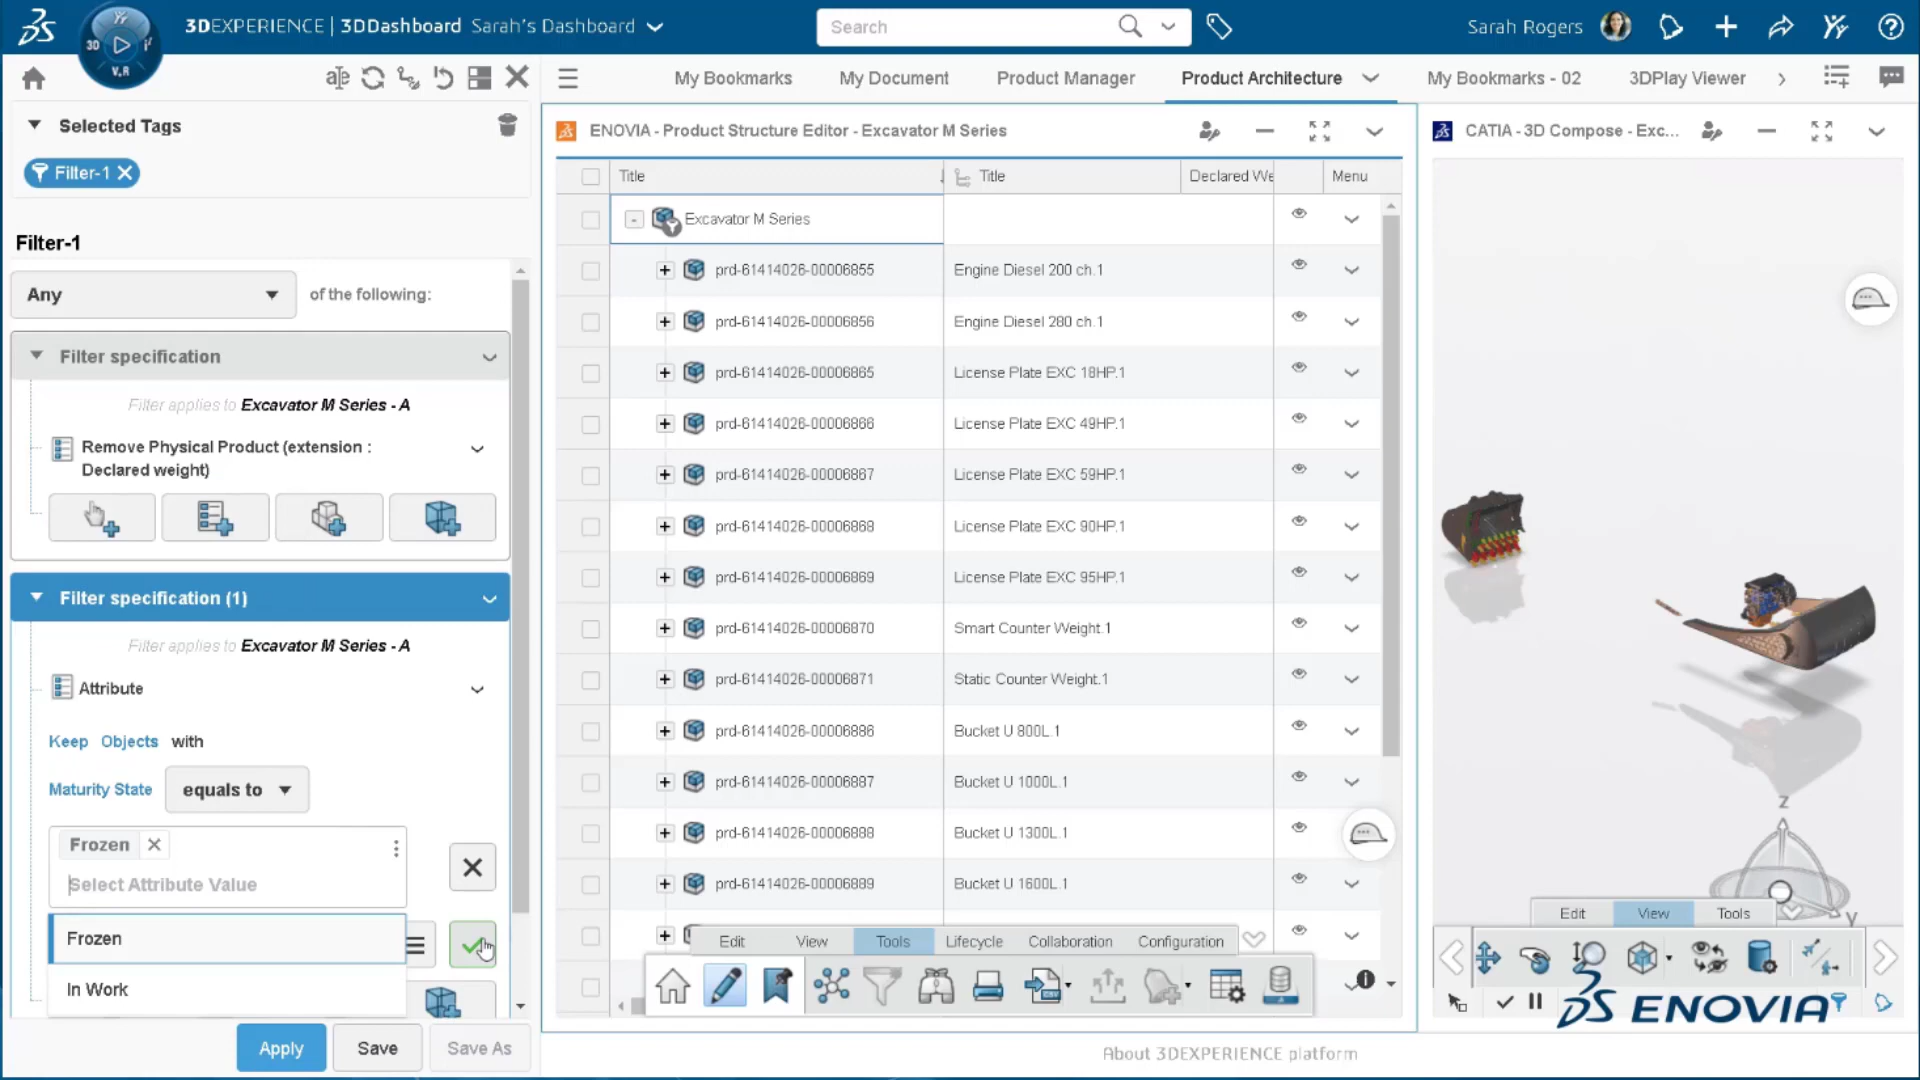 3DEXPERIENCE | 3DDashboard Sarah's Dashboard
Search
Sarah Rogers
3D
V.R
My Bookmarks
My Document
Product Manager
Product Architecture
My Bookmarks - 02
3DPlay Viewer
Selected Tags
Filter-1
Filter-1
Any
of the following:
Filter specification
Filter applies to Excavator M Series - A
Remove Physical Product (extension :
Declared weight)
Filter specification (1)
Filter applies to Excavator M Series - A
Attribute
Keep Objects with
Maturity State
equals to
Frozen
Select Attribute Value
Frozen
In Work
Apply
Save
Save As
ENOVIA - Product Structure Editor - Excavator M Series
Title
Title
Declared We
Menu
Excavator M Series
prd-61414026-00006855 Engine Diesel 200 ch.1
prd-61414026-00006856 Engine Diesel 280 ch.1
prd-61414026-00006865 License Plate EXC 18HP.1
prd-61414026-00006866 License Plate EXC 49HP.1
prd-61414026-00006867 License Plate EXC 59HP.1
prd-61414026-00006868 License Plate EXC 90HP.1
prd-61414026-00006869 License Plate EXC 95HP.1
prd-61414026-00006870 Smart Counter Weight.1
prd-61414026-00006871 Static Counter Weight.1
prd-61414026-00006886 Bucket U 800L.1
prd-61414026-00006887 Bucket U 1000L.1
prd-61414026-00006888 Bucket U 1300L.1
prd-61414026-00006889 Bucket U 1600L.1
Edit
View
Tools
Lifecycle
Collaboration
Configuration
CATIA - 3D Compose - Exc...
Z
y
Edit
View
Tools
ENOVIA
About 3DEXPERIENCE platform